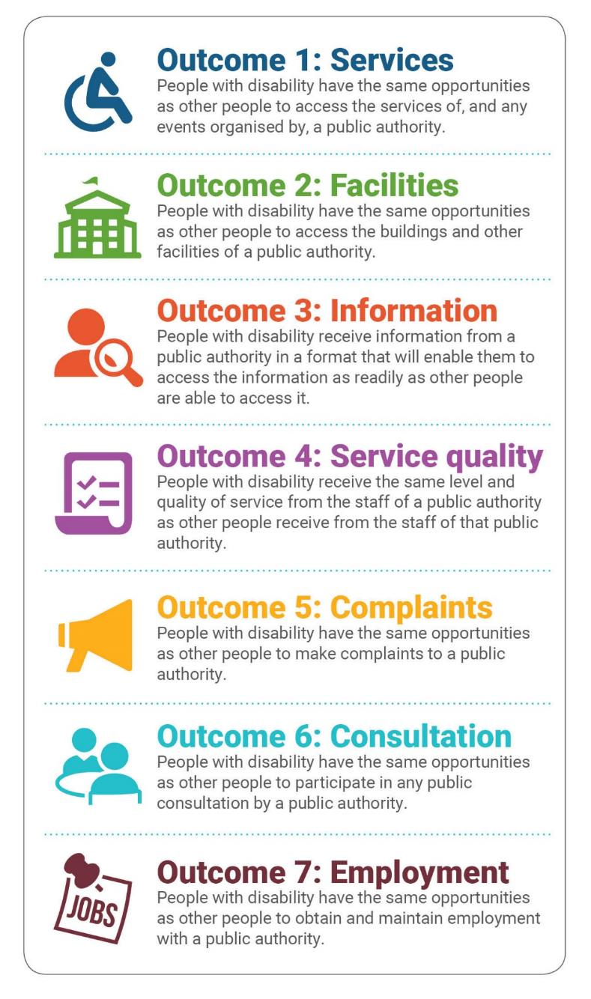 Outcome 1: Services
People with disability have the same opportunities
as other people to access the services of, and any
events organised by, a public authority.
Outcome 2: Facilities
People with disability have the same opportunities
as other people to access the buildings and other
facilities of a public authority.
Outcome 3: Information
People with disability receive information from a
public authority in a format that will enable them to
access the information as readily as other people
are able to access it.
Outcome 4: Service quality
People with disability receive the same level and
quality of service from the staff of a public authority
as other people receive from the staff of that public
authority.
Outcome 5: Complaints
People with disability have the same opportunities
as other people to make complaints to a public
authority.
Outcome 6: Consultation
People with disability have the same opportunities
as other people to participate in any public
consultation by a public authority.
JOBS
Outcome 7: Employment
People with disability have the same opportunities
as other people to obtain and maintain employment
with a public authority.